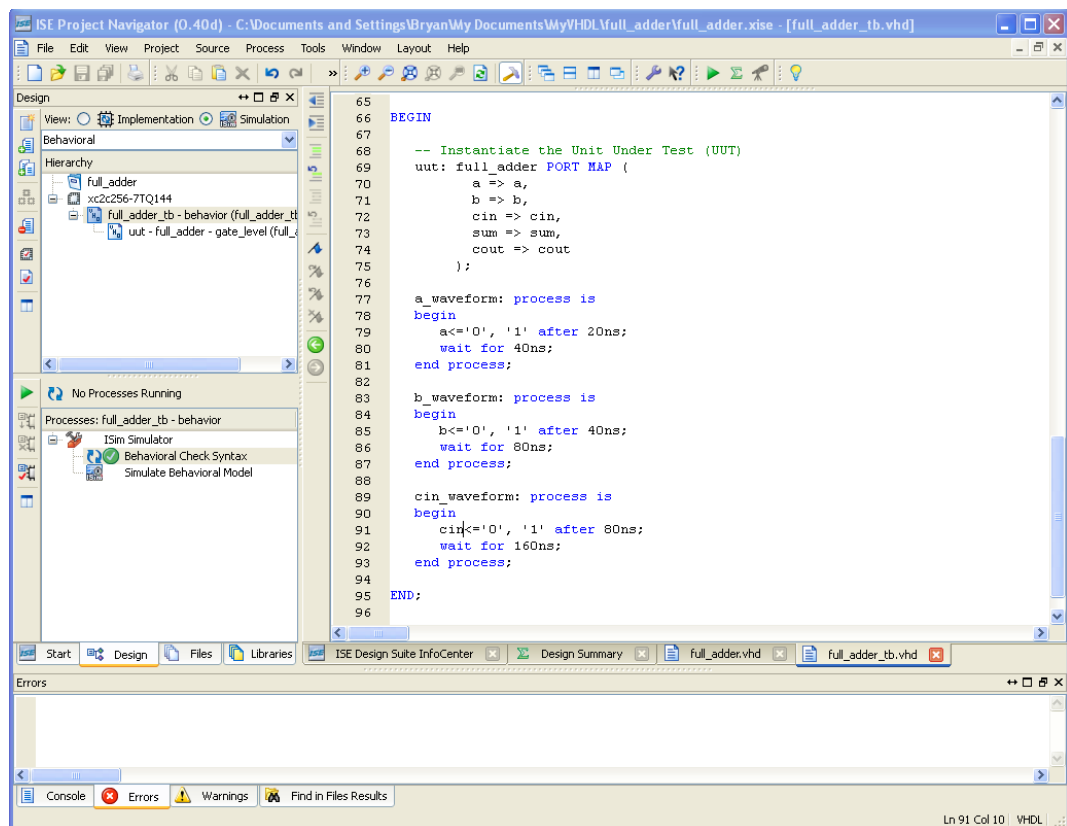 ISE Project Navigator (0.40d) - C:\Documents and Settings\Bryan\My Documents\MyVHDL\full_adder\full_adder.xise - [full_adder_tb.vhd]
File Edit View Project Source Process Tools Window Layout Help
Design
View: Implementation Simulation
Behavioral
Hierarchy
full_adder
xc2c256-7TQ144
full_adder_tb - behavior (full_adder_tb
uut - full_adder - gate_level (full_a
No Processes Running
Processes: full_adder_tb - behavior
ISim Simulator
Behavioral Check Syntax
Simulate Behavioral Model
65
66 BEGIN
67
68 -- Instantiate the Unit Under Test (UUT)
69 uut: full_adder PORT MAP (
70 a => a,
71 b => b,
72 cin => cin,
73 sum => sum,
74 cout => cout
75 );
76
77 a_waveform: process is
78 begin
79 a<='0', '1' after 20ns;
80 wait for 40ns;
81 end process;
82
83 b_waveform: process is
84 begin
85 b<='0', '1' after 40ns;
86 wait for 80ns;
87 end process;
88
89 cin_waveform: process is
90 begin
91 cin<='0', '1' after 80ns;
92 wait for 160ns;
93 end process;
94
95 END;
96
Start Design Files Libraries
ISE Design Suite InfoCenter Design Summary full_adder.vhd full_adder_tb.vhd
Errors
Console Errors Warnings Find in Files Results
Ln 91 Col 10 VHDL